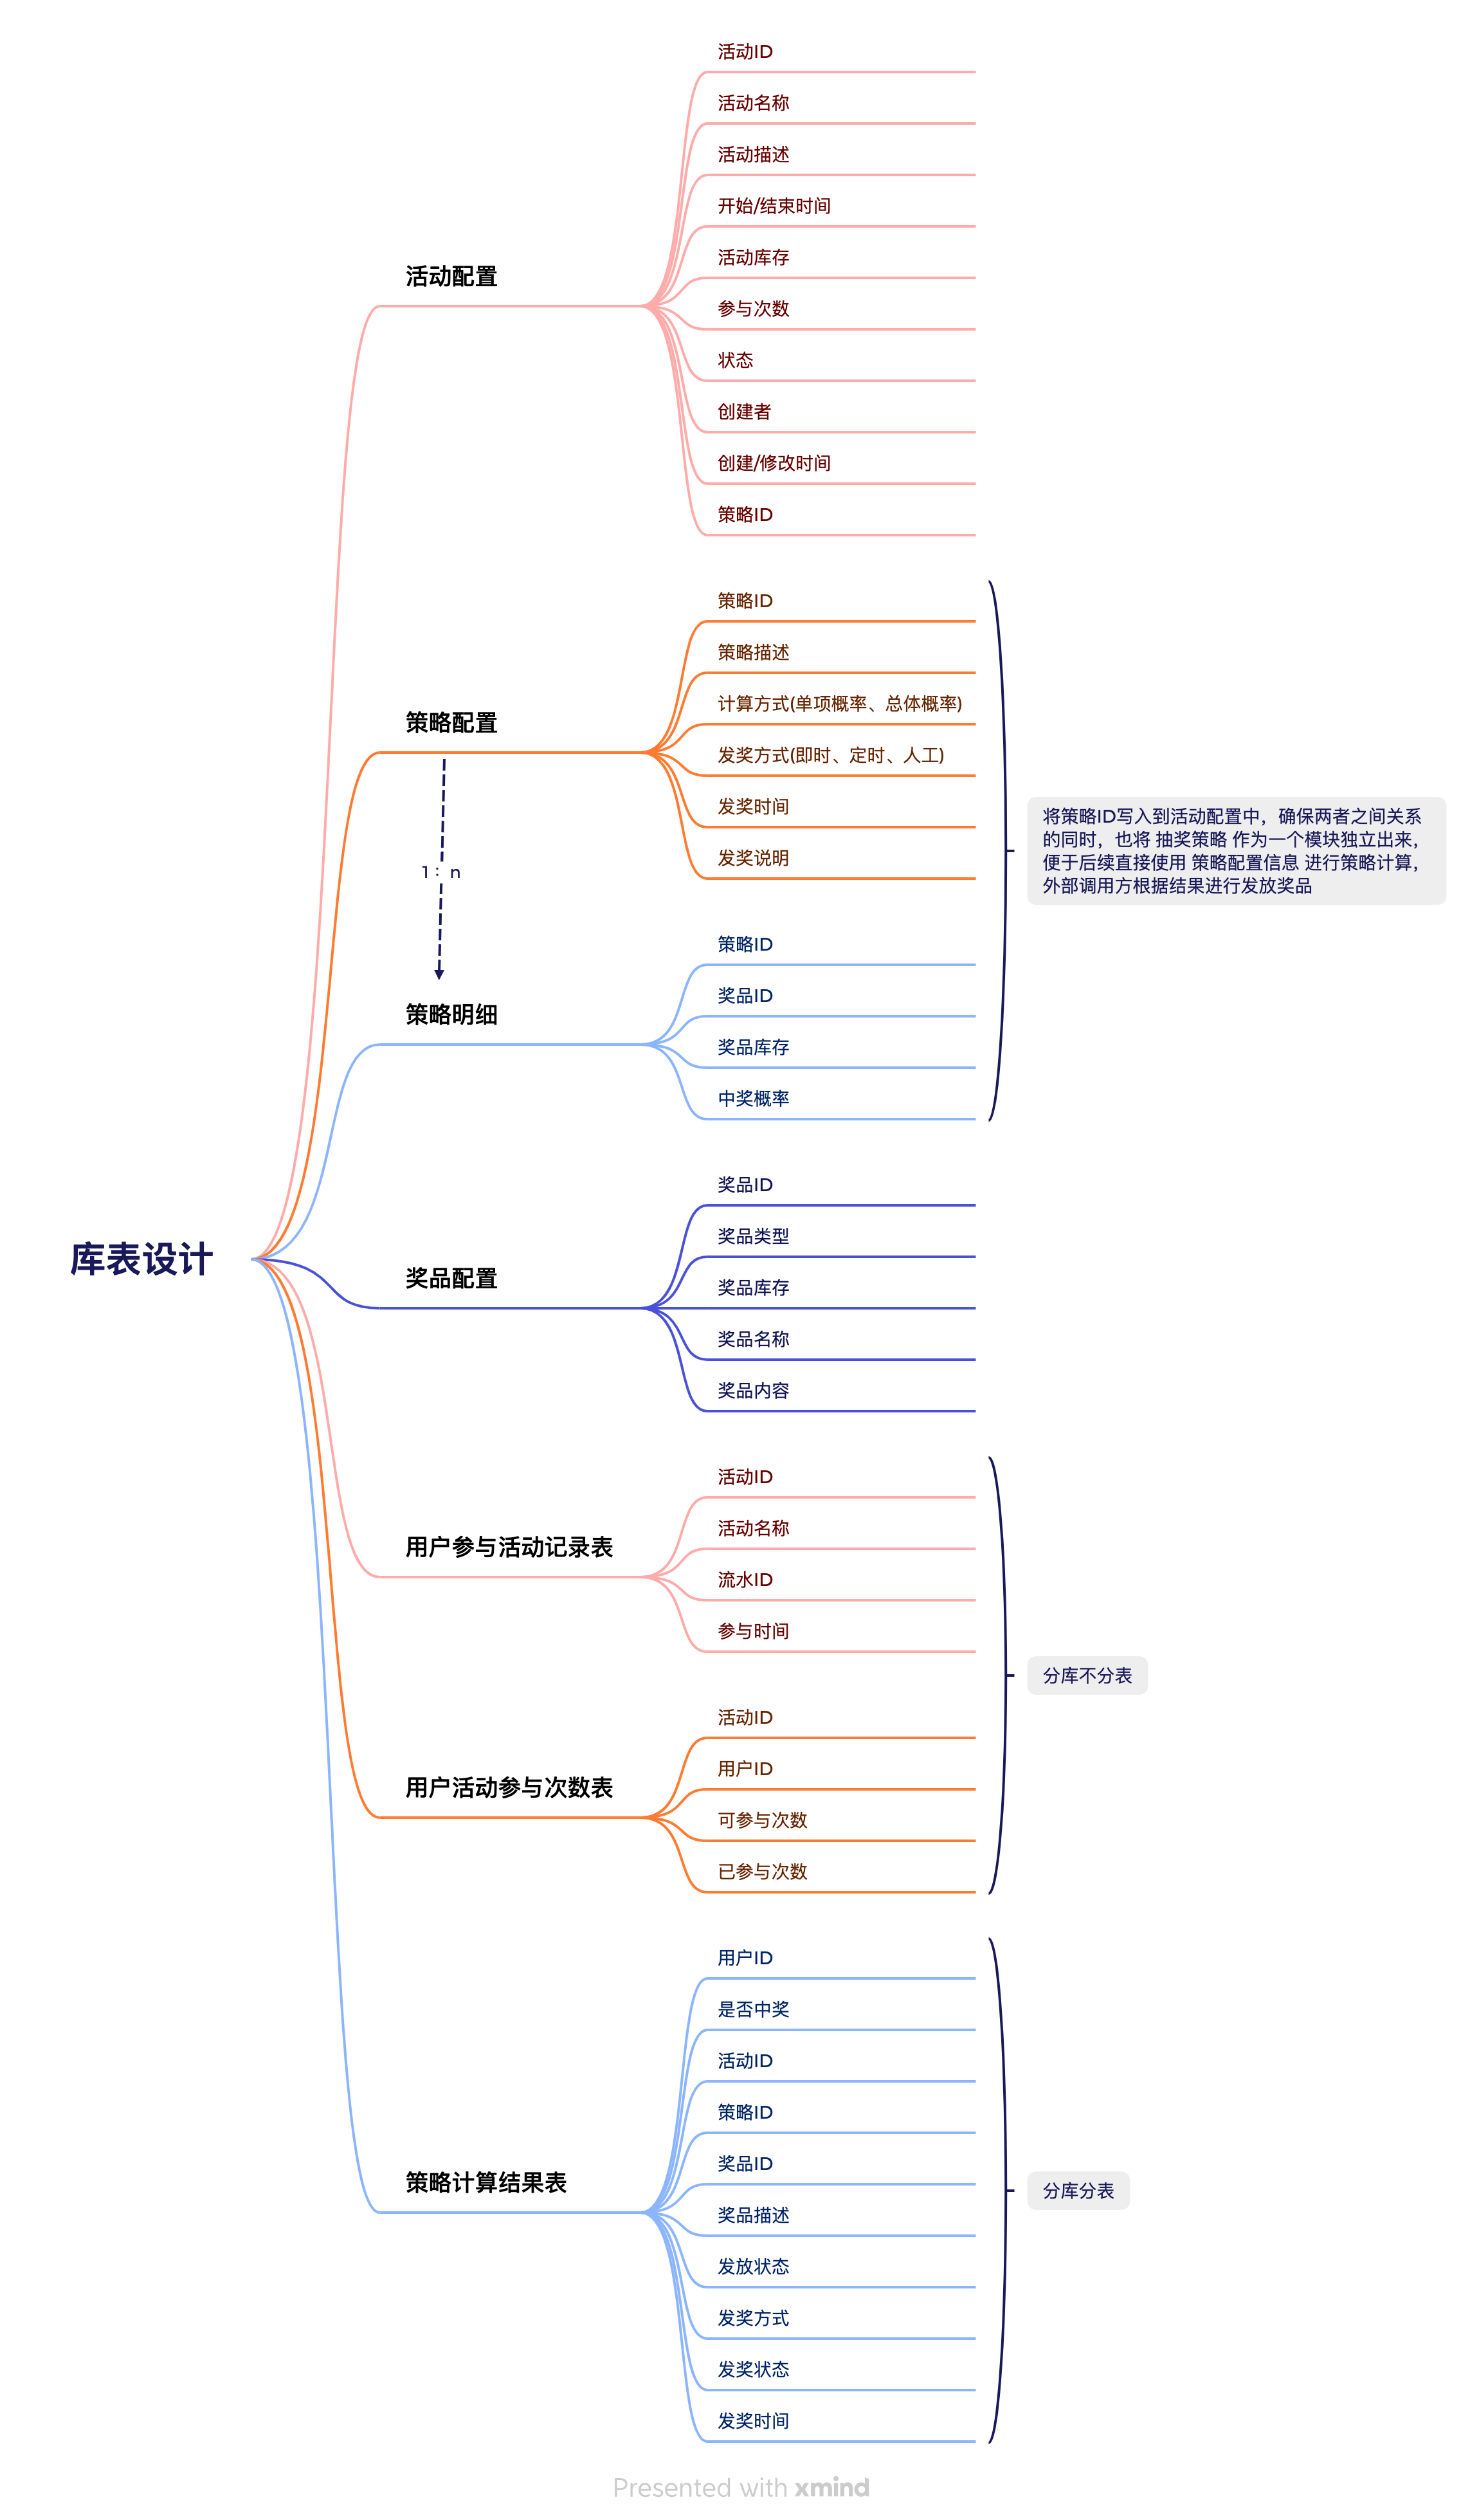 库表设计
活动配置
活动ID
活动名称
活动描述
开始/结束时间
活动库存
参与次数
状态
创建者
创建/修改时间
策略ID
策略配置
策略ID
策略描述
计算方式(单项概率、总体概率)
发奖方式(即时、定时、人工)
发奖时间
发奖说明
1：n
策略明细
策略ID
奖品ID
奖品库存
中奖概率
将策略ID写入到活动配置中，确保两者之间关系
的同时，也将 抽奖策略 作为一个模块独立出来，
便于后续直接使用 策略配置信息 进行策略计算，
外部调用方根据结果进行发放奖品
奖品配置
奖品ID
奖品类型
奖品库存
奖品名称
奖品内容
用户参与活动记录表
活动ID
活动名称
流水ID
参与时间
用户活动参与次数表
活动ID
用户ID
可参与次数
已参与次数
分库不分表
策略计算结果表
用户ID
是否中奖
活动ID
策略ID
奖品ID
奖品描述
发放状态
发奖方式
发奖状态
发奖时间
分库分表
Presented with xmind